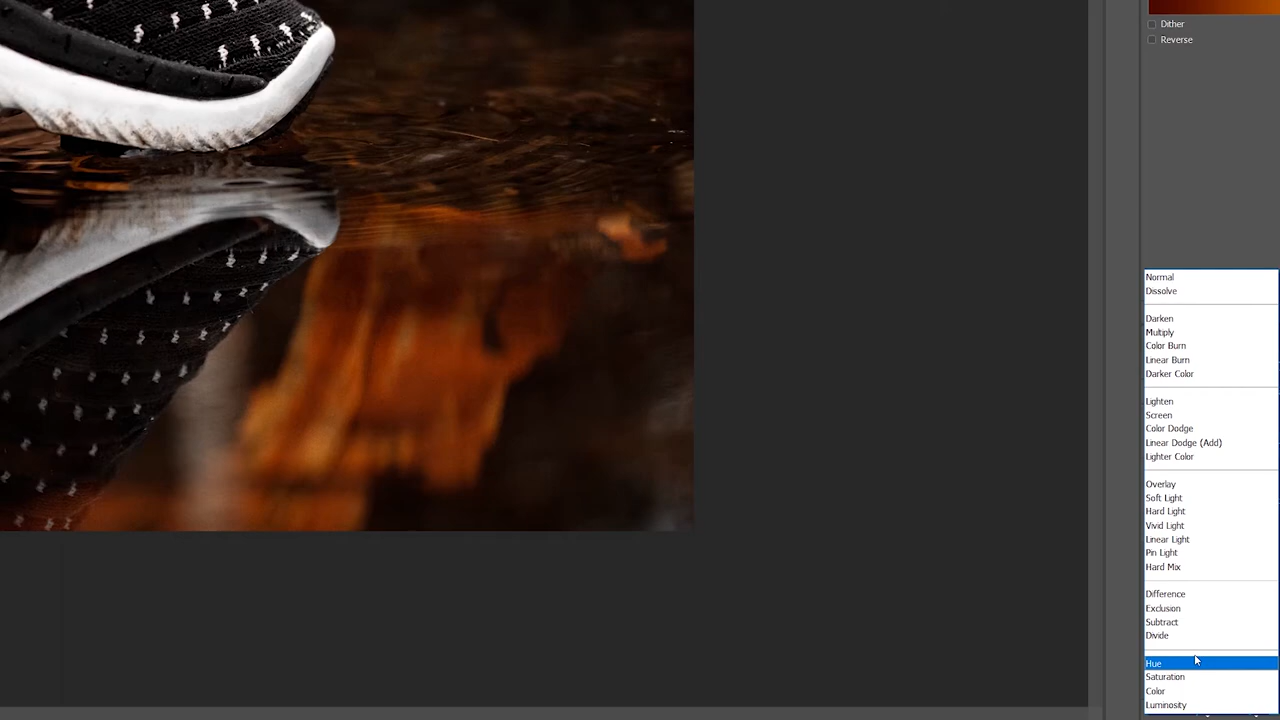 Dither
Reverse
Normal
Dissolve
Darken
Multiply
Color Burn
Linear Burn
Darker Color
Lighten
Screen
Color Dodge
Linear Dodge (Add)
Lighter Color
Overlay
Soft Light
Hard Light
Vivid Light
Linear Light
Pin Light
Hard Mix
Difference
Exclusion
Subtract
Divide
Hue
Saturation
Color
Luminosity